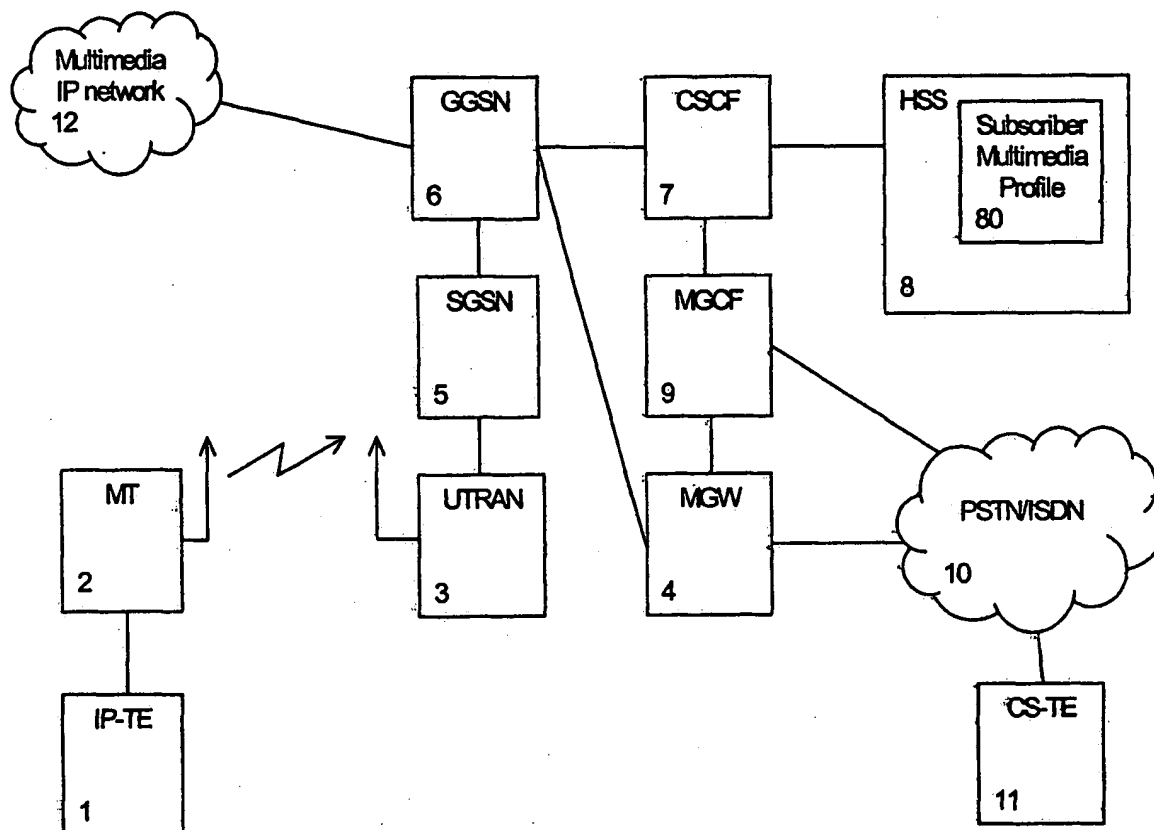 Multimedia
IP network
12
GGSN
6
CSCF
7
HSS
8
Subscriber
Multimedia
Profile
80
SGSN
5
MGCF
9
MT
2
UTRAN
3
MGW
4
PSTN/ISDN
10
IP-TE
1
CS-TE
11